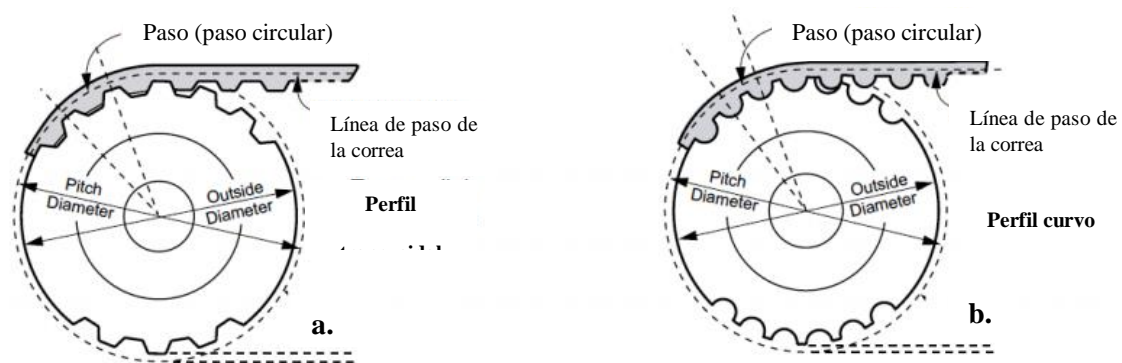 Paso (paso circular)
Línea de paso de
la correa
Pitch
Diameter
Outside
Diameter
Perfil
a.
Paso (paso circular)
Línea de paso de
la correa
Pitch
Diameter
Outside
Diameter
Perfil curvo
b.